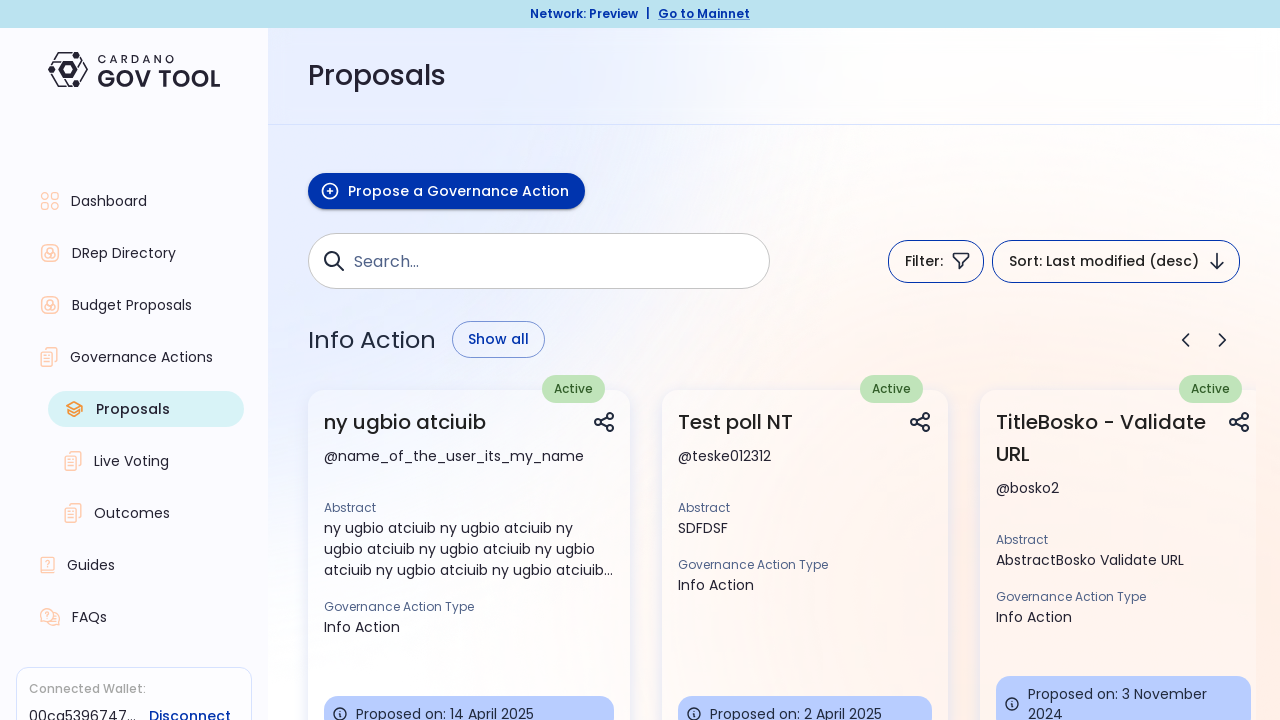 Network: Preview | Go to Mainnet
CARDANO
GOV TOOL
Proposals
Dashboard
DRep Directory
Budget Proposals
Governance Actions
Proposals
Live Voting
Outcomes
Guides
FAQs
Connected Wallet:
00ca5396747... Disconnect
Propose a Governance Action
Search...
Filter:
Sort: Last modified (desc)
Info Action
Show all
Active
ny ugbio atciuib
@name_of_the_user_its_my_name
Abstract
ny ugbio atciuib ny ugbio atciuib ny
ugbio atciuib ny ugbio atciuib ny ugbio
atciuib ny ugbio atciuib ny ugbio atciuib...
Governance Action Type
Info Action
Proposed on: 14 April 2025
Active
Test poll NT
@teske012312
Abstract
SDFDSF
Governance Action Type
Info Action
Proposed on: 2 April 2025
Active
TitleBosko - Validate
URL
@bosko2
Abstract
AbstractBosko Validate URL
Governance Action Type
Info Action
Proposed on: 3 November
2024